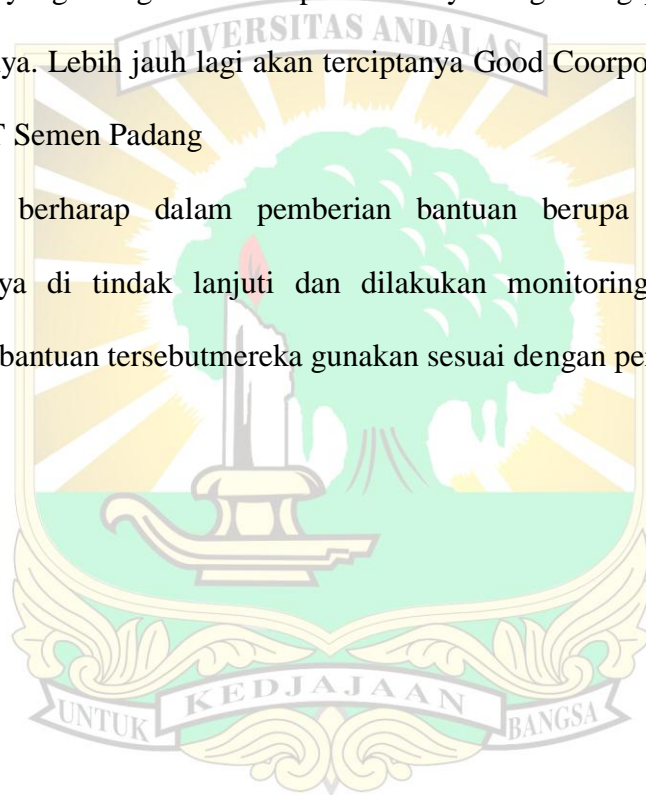 UNIVERSITAS ANDALAS
ya. Lebih jauh lagi akan terciptanya Good Coorpo
T Semen Padang
berharap dalam pemberian bantuan berupa
ya di tindak lanjuti dan dilakukan monitoring
bantuan tersebutmereka gunakan sesuai dengan
UNTUK KEDJAJAAN BANGSA